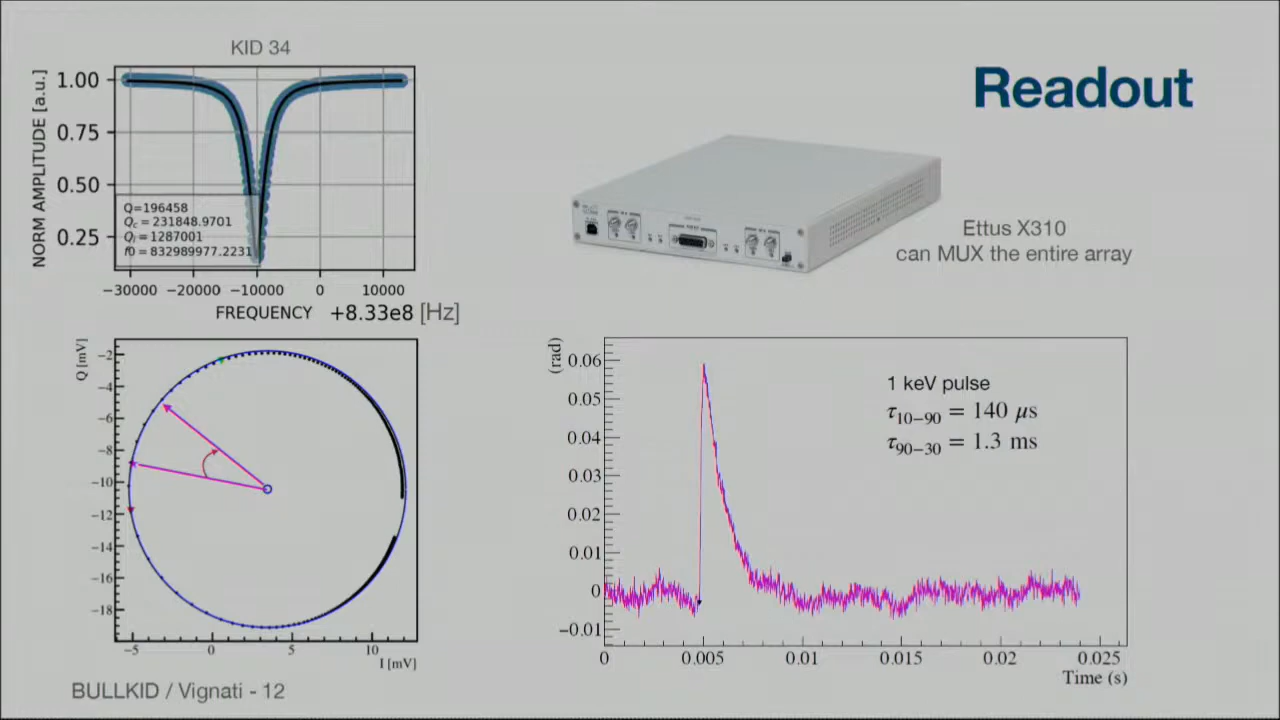 KID 34
Readout
NORM AMPLITUDE [a.u.]
1.00
0.75
0.50
0.25
Q=196458
Qc = 231848.9701
Qi = 1287001
f0 = 832989977.2231
−30000 −20000 −10000 0 10000
FREQUENCY +8.33e8 [Hz]
Ettus X310
can MUX the entire array
Q [mV]
−2
−4
−6
−8
−10
−12
−14
−16
−18
−5 0 5 10
I [mV]
(rad)
0.06
0.05
0.04
0.03
0.02
0.01
0
−0.01
1 keV pulse
τ10−90 = 140 μs
τ90−30 = 1.3 ms
0 0.005 0.01 0.015 0.02 0.025
Time (s)
BULLKID / Vignati - 12